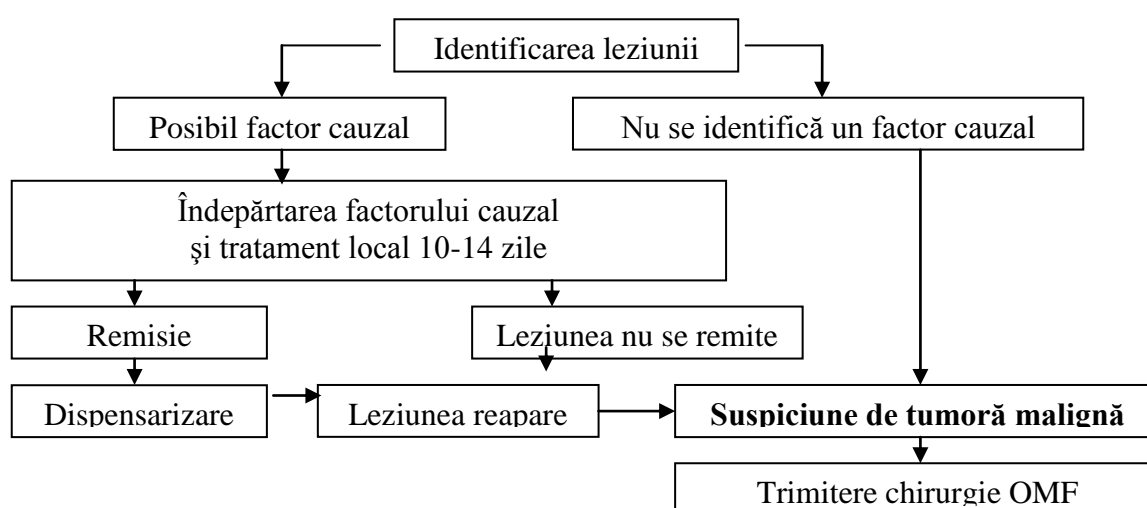 Identificarea leziunii
Posibil factor cauzal
Nu se identifică un factor cauzal
Îndepărtarea factorului cauzal
şi tratament local 10-14 zile
Remisie
Leziunea nu se remite
Dispensarizare
Leziunea reapare
Suspiciune de tumoră malignă
Trimitere chirurgie OMF